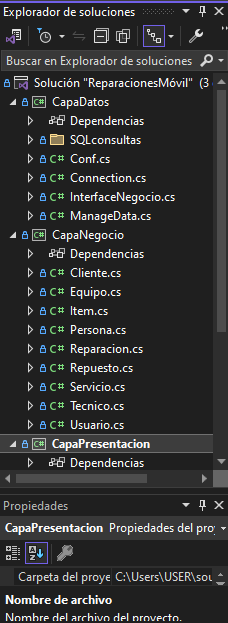 Explorador de soluciones
Buscar en Explorador de soluciones
Solución "ReparacionesMóvil" (3
CapaDatos
Dependencias
SQLconsultas
Conf.cs
Connection.cs
InterfaceNegocio.cs
ManageData.cs
CapaNegocio
Dependencias
Cliente.cs
Equipo.cs
Item.cs
Persona.cs
Reparacion.cs
Repuesto.cs
Servicio.cs
Tecnico.cs
Usuario.cs
CapaPresentacion
Dependencias
Propiedades
CapaPresentacion Propiedades del pro
Carpeta del proye C:\Users\USER\sou
Nombre de archivo
Nombre del archivo del proyecto.